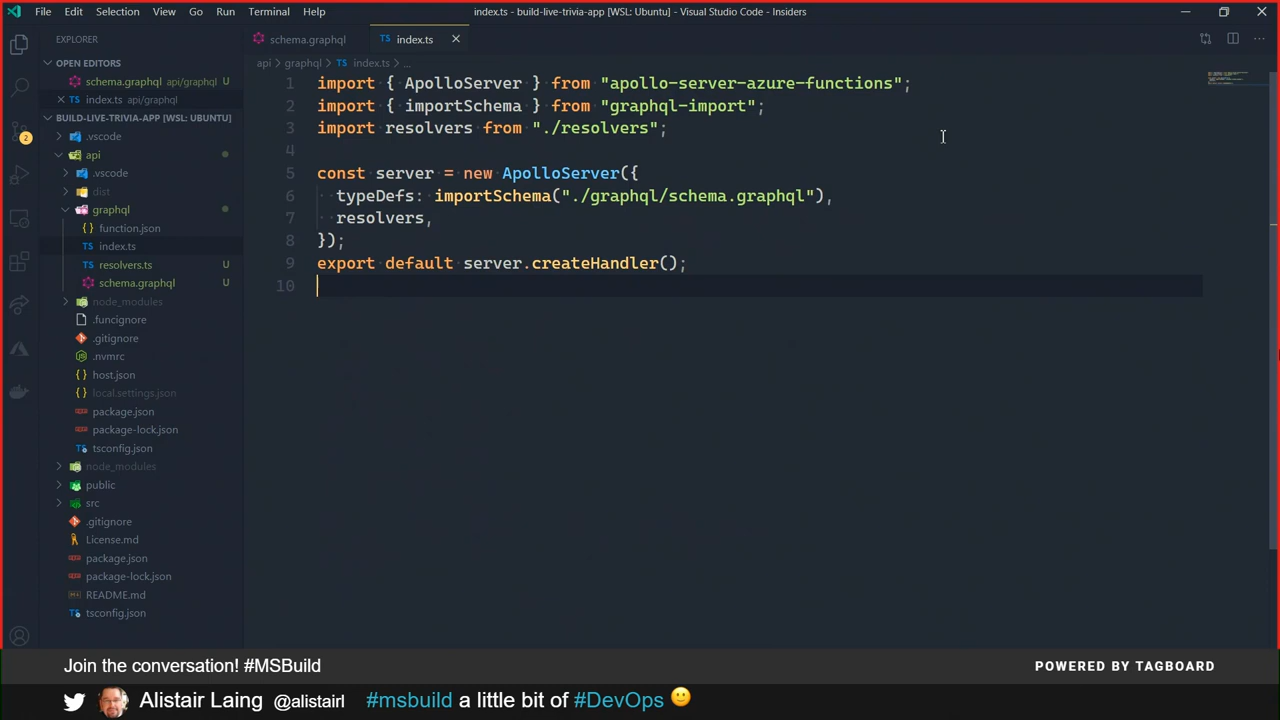 File Edit Selection View Go Run Terminal Help
index.ts - build-live-trivia-app [WSL: Ubuntu] - Visual Studio Code - Insiders
EXPLORER
OPEN EDITORS
schema.graphql api/graphql U
index.ts api/graphql
BUILD-LIVE-TRIVIA-APP [WSL: UBUNTU]
.vscode
api
.vscode
dist
graphql
function.json
TS index.ts
TS resolvers.ts U
schema.graphql U
node_modules
.funcignore
.gitignore
.nvmrc
host.json
local.settings.json
package.json
package-lock.json
tsconfig.json
node_modules
public
src
.gitignore
License.md
package.json
package-lock.json
README.md
tsconfig.json
2
schema.graphql
TS index.ts
api > graphql > TS index.ts > ...
1 import { ApolloServer } from "apollo-server-azure-functions";
2 import { importSchema } from "graphql-import";
3 import resolvers from "./resolvers";
4
5 const server = new ApolloServer({
6 typeDefs: importSchema("./graphql/schema.graphql"),
7 resolvers,
8 });
9 export default server.createHandler();
10
Join the conversation! #MSBuild
POWERED BY TAGBOARD
Alistair Laing @alistairl #msbuild a little bit of #DevOps 🙂